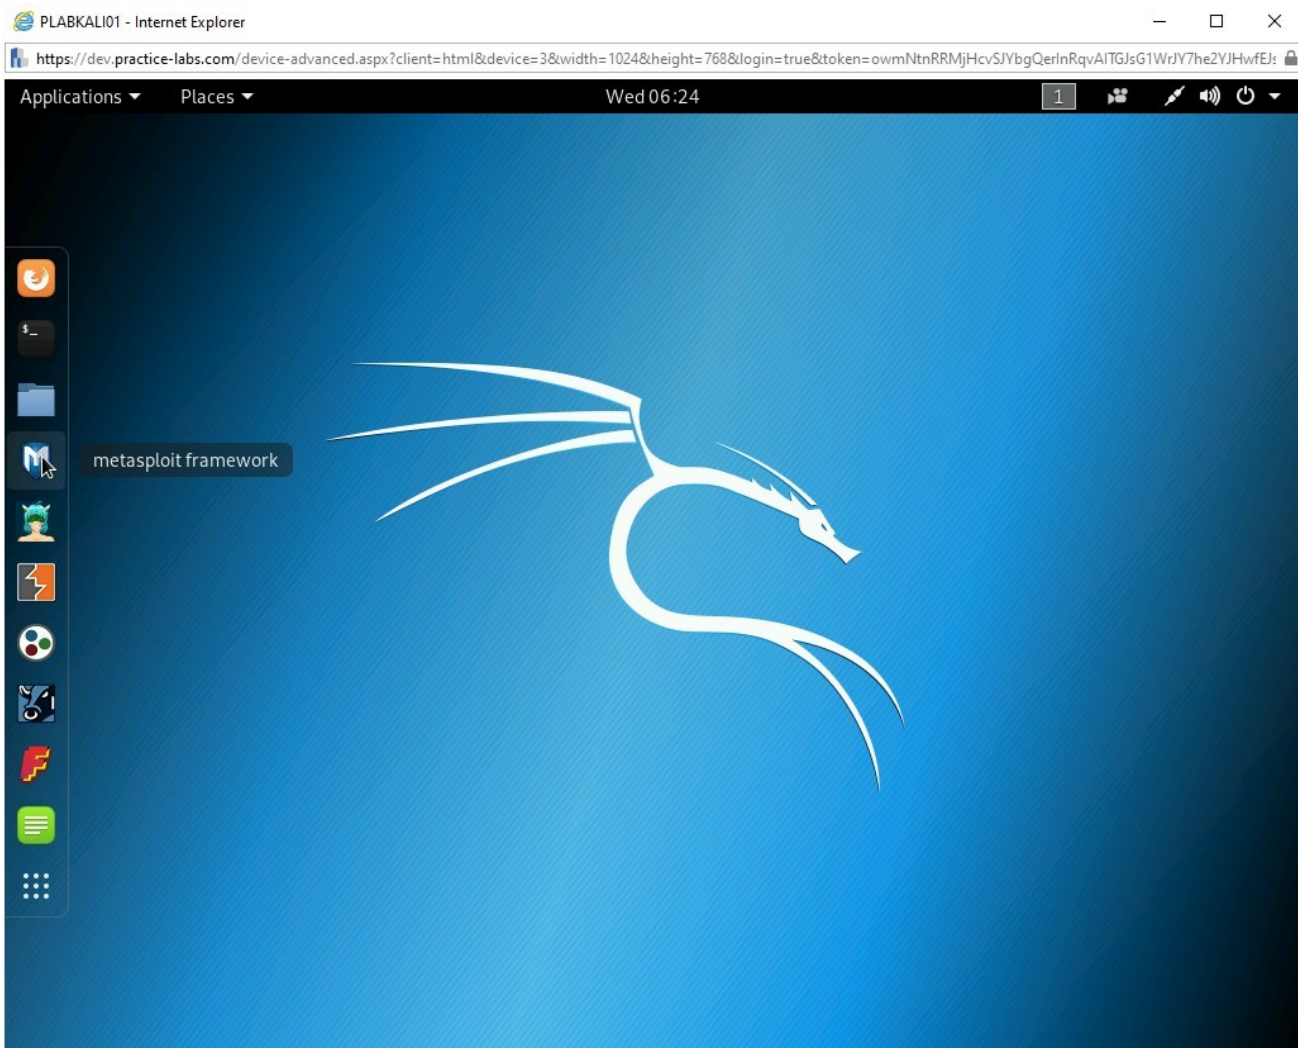 PLABKALI01 - Internet Explorer
https://dev.practice-labs.com/device-advanced.aspx?client=html&device=3&width=1024&height=768&login=true&token=
Applications Places Wed 06:24 1
$_
metasploit framework